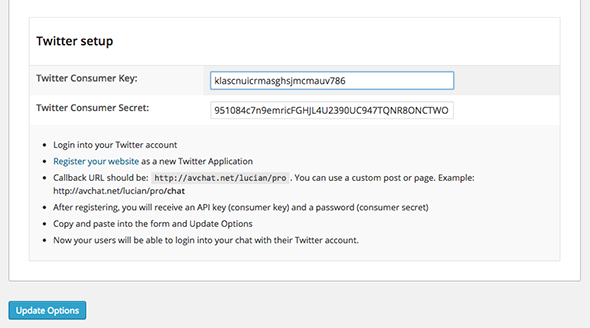 Twitter setup
Twitter Consumer Key:
klascnuicrmasghsjmcmauv786
Twitter Consumer Secret:
951084c7n9emricFGHJL4U2390UC947TQNR8ONCTWO
Login into your Twitter account
Register your website as a new Twitter Application
Callback URL should be: http://avchat.net/lucian/pro . You can use a custom post or page. Example:
http://avchat.net/lucian/pro/chat
After registering, you will receive an API key (consumer key) and a password (consumer secret)
Copy and paste into the form and Update Options
Now your users will be able to login into your chat with their Twitter account.
Update Options